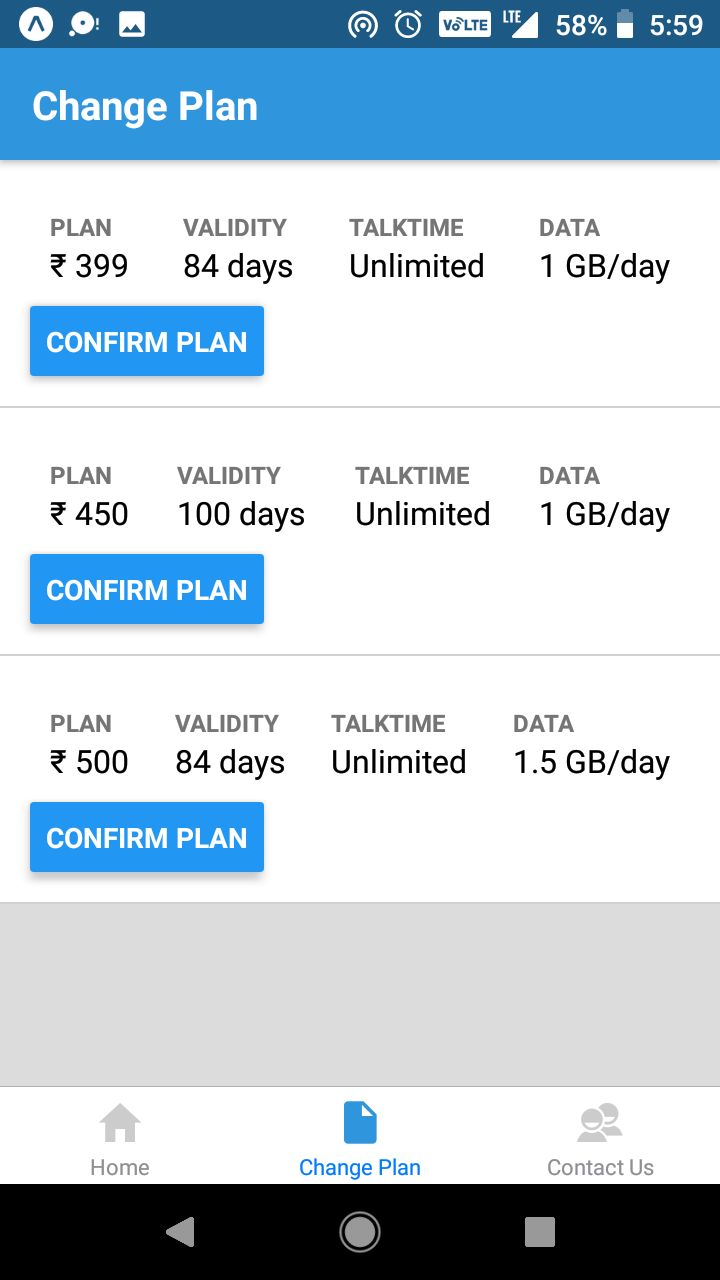 VoLTE LTE 58% 5:59
Change Plan
PLAN VALIDITY TALKTIME DATA
₹ 399 84 days Unlimited 1 GB/day
CONFIRM PLAN
PLAN VALIDITY TALKTIME DATA
₹ 450 100 days Unlimited 1 GB/day
CONFIRM PLAN
PLAN VALIDITY TALKTIME DATA
₹ 500 84 days Unlimited 1.5 GB/day
CONFIRM PLAN
Home Change Plan Contact Us